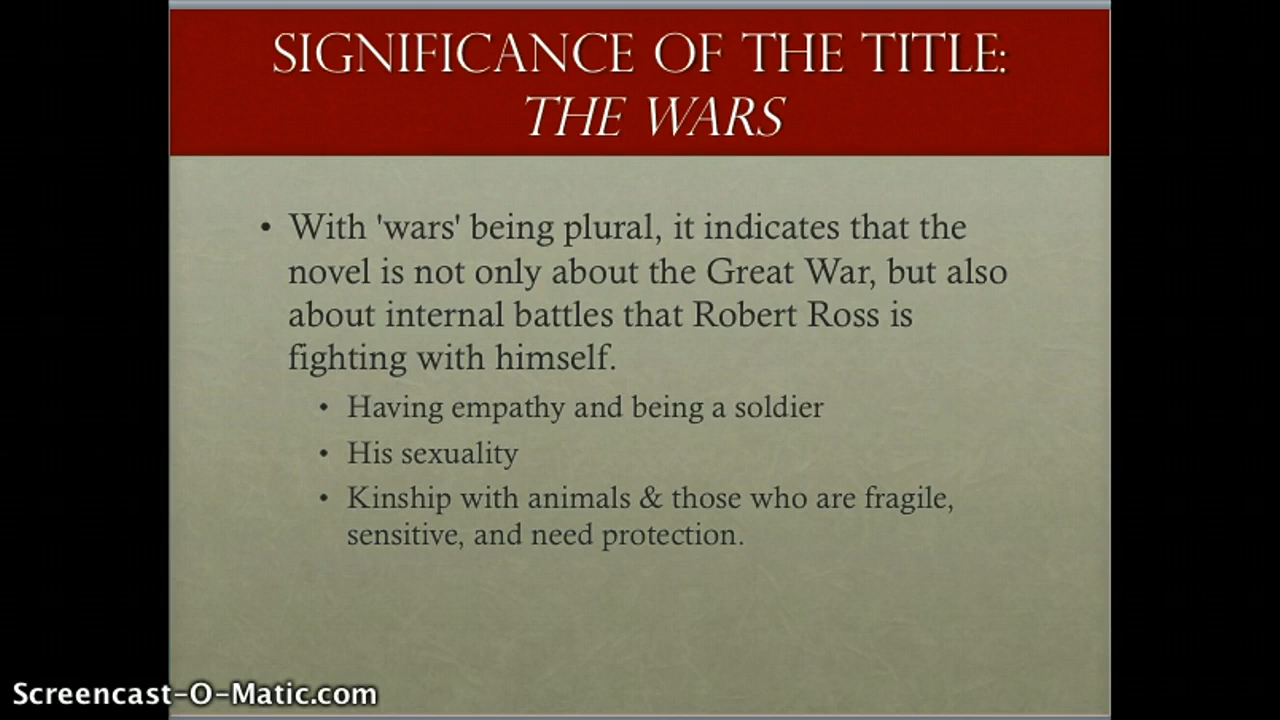 SIGNIFICANCE OF THE TITLE:
THE WARS
• With 'wars' being plural, it indicates that the
novel is not only about the Great War, but also
about internal battles that Robert Ross is
fighting with himself.
• Having empathy and being a soldier
• His sexuality
• Kinship with animals & those who are fragile,
sensitive, and need protection.
Screencast-O-Matic.com